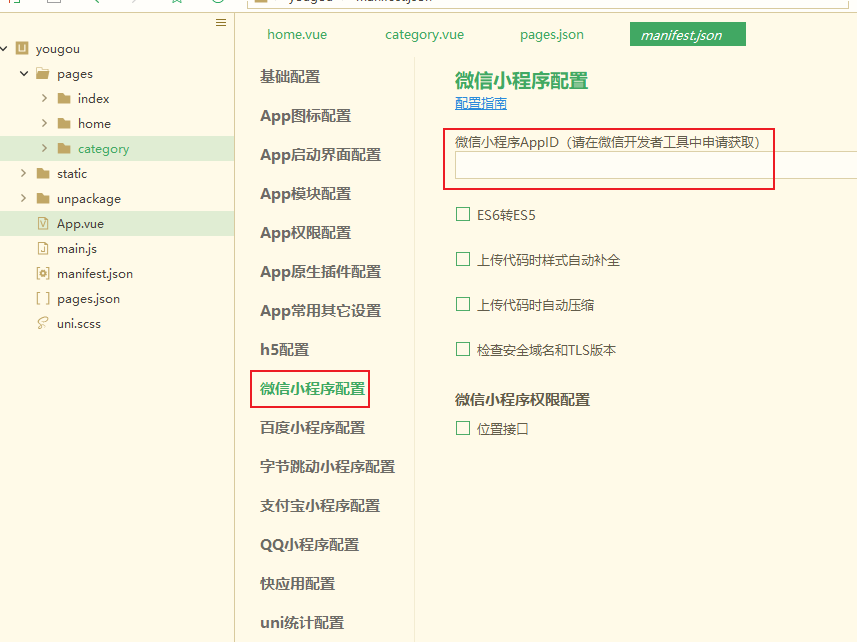 yougou
pages
index
home
category
static
unpackage
App.vue
main.js
manifest.json
pages.json
uni.scss
home.vue
category.vue
pages.json
manifest.json
基础配置
App图标配置
App启动界面配置
App模块配置
App权限配置
App原生插件配置
App常用其它设置
h5配置
微信小程序配置
百度小程序配置
字节跳动小程序配置
支付宝小程序配置
QQ小程序配置
快应用配置
uni统计配置
微信小程序配置
配置指南
微信小程序AppID（请在微信开发者工具中申请获取）
ES6转ES5
上传代码时样式自动补全
上传代码时自动压缩
检查安全域名和TLS版本
微信小程序权限配置
位置接口